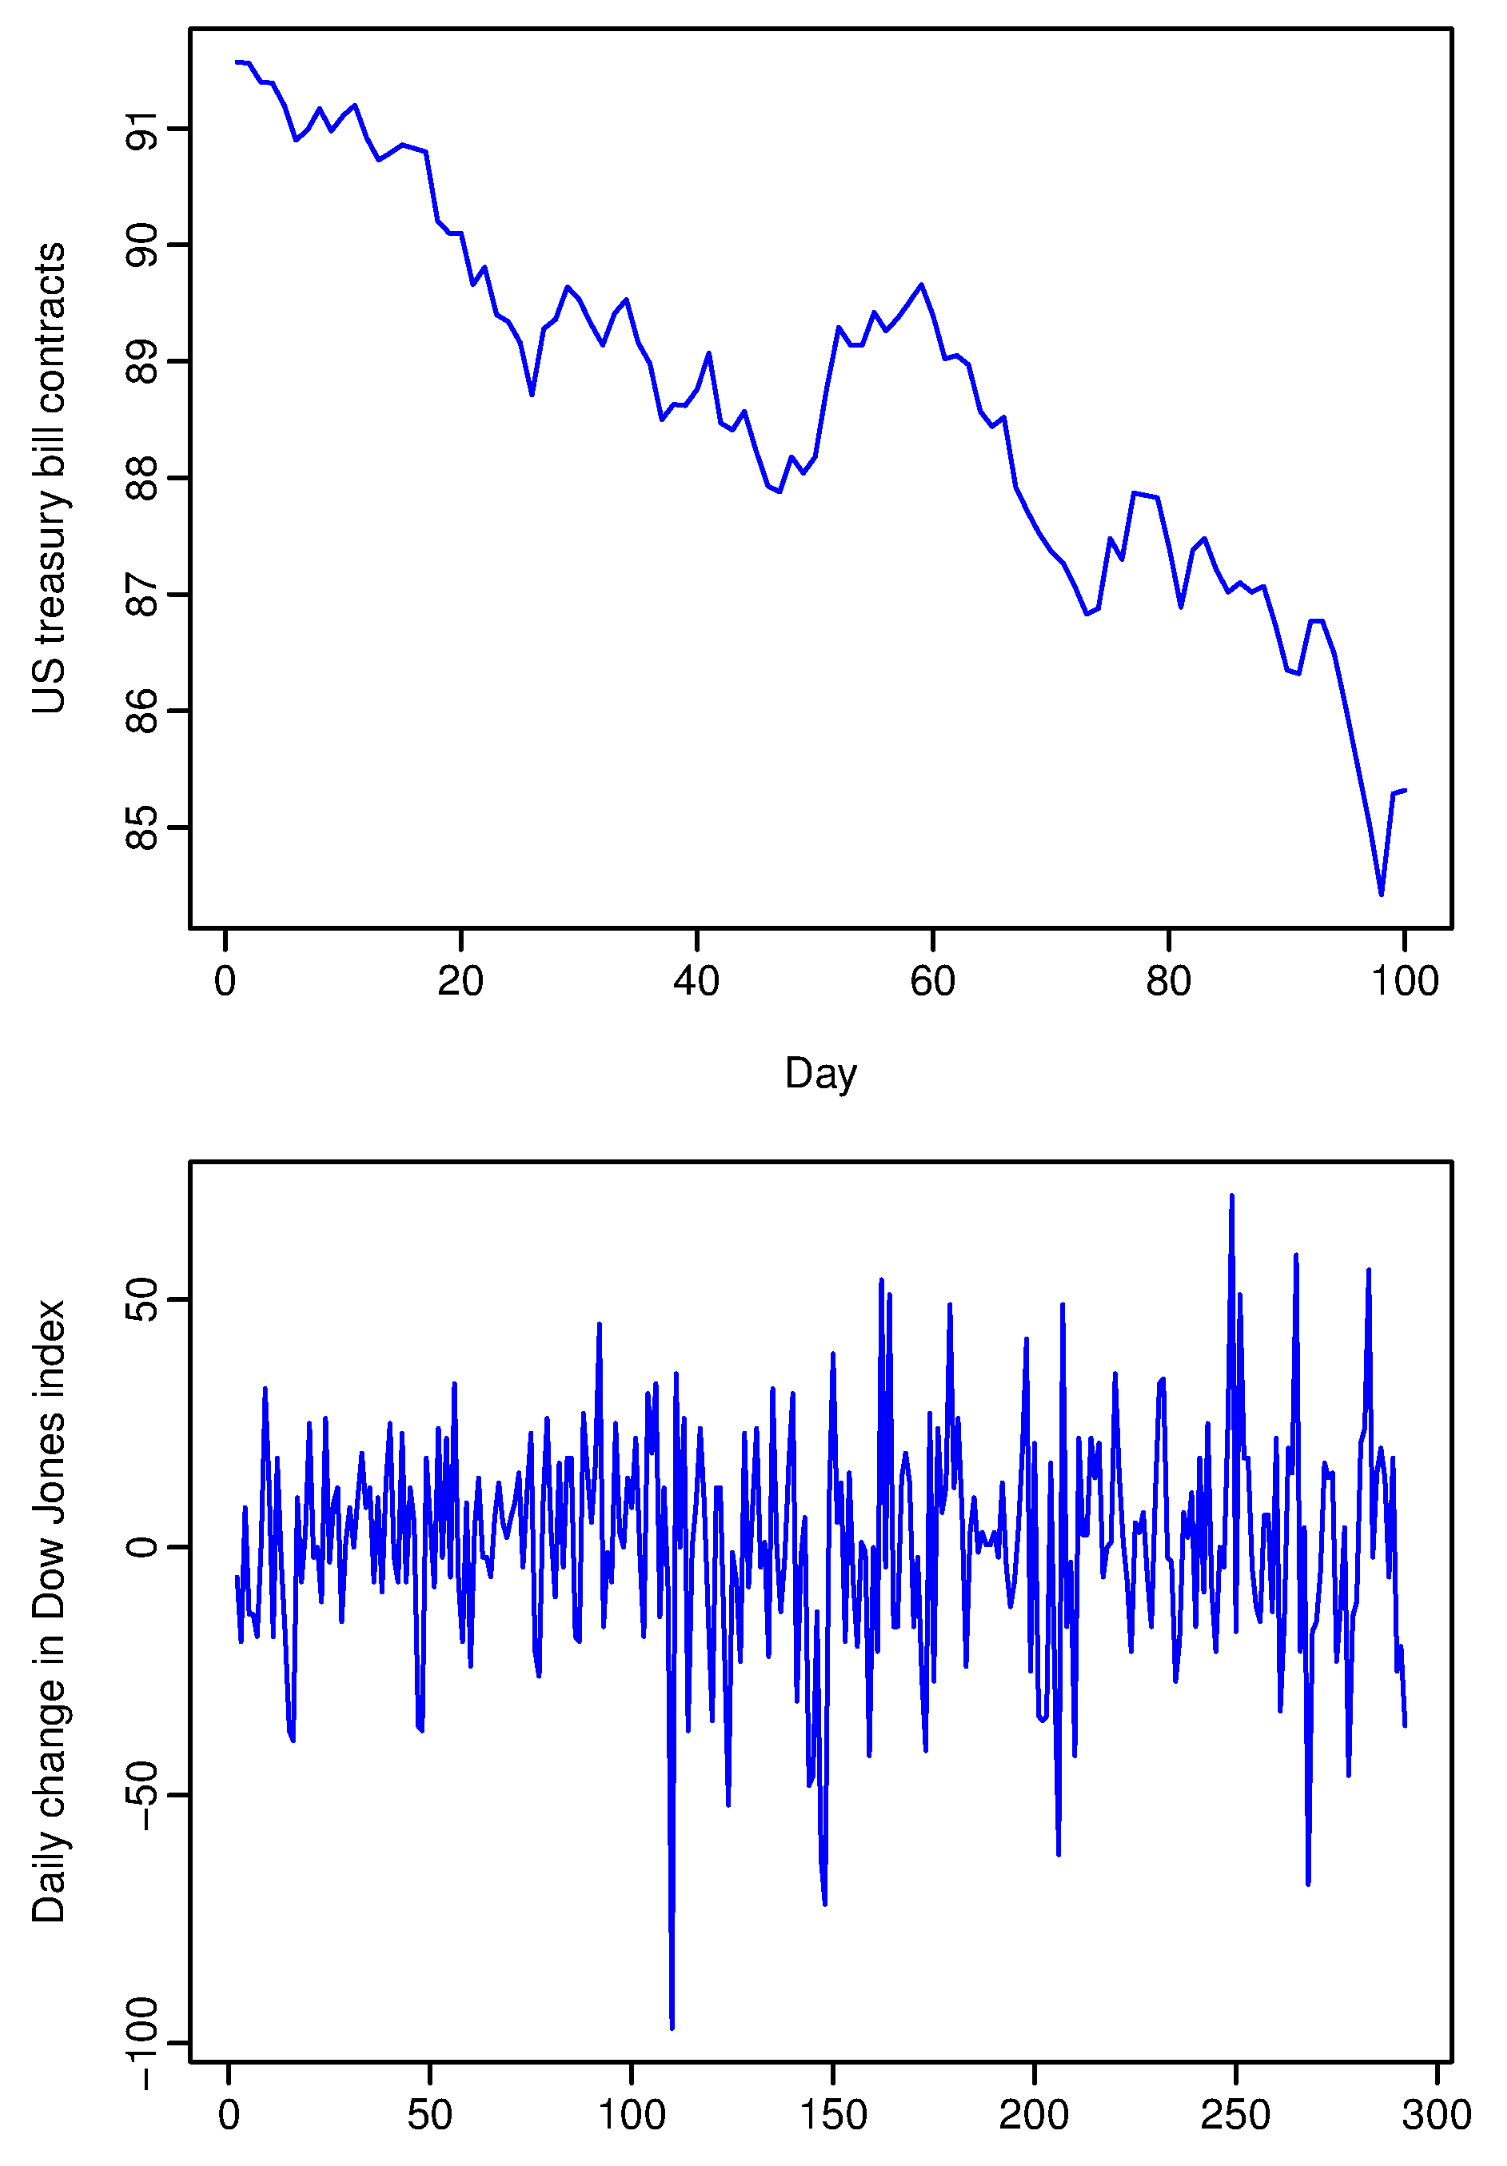 US treasury bill contracts
91
90
89
88
87
86
85
0 20 40 60 80 100
Day
Daily change in Dow Jones index
50
0
−50
−100
0 50 100 150 200 250 300